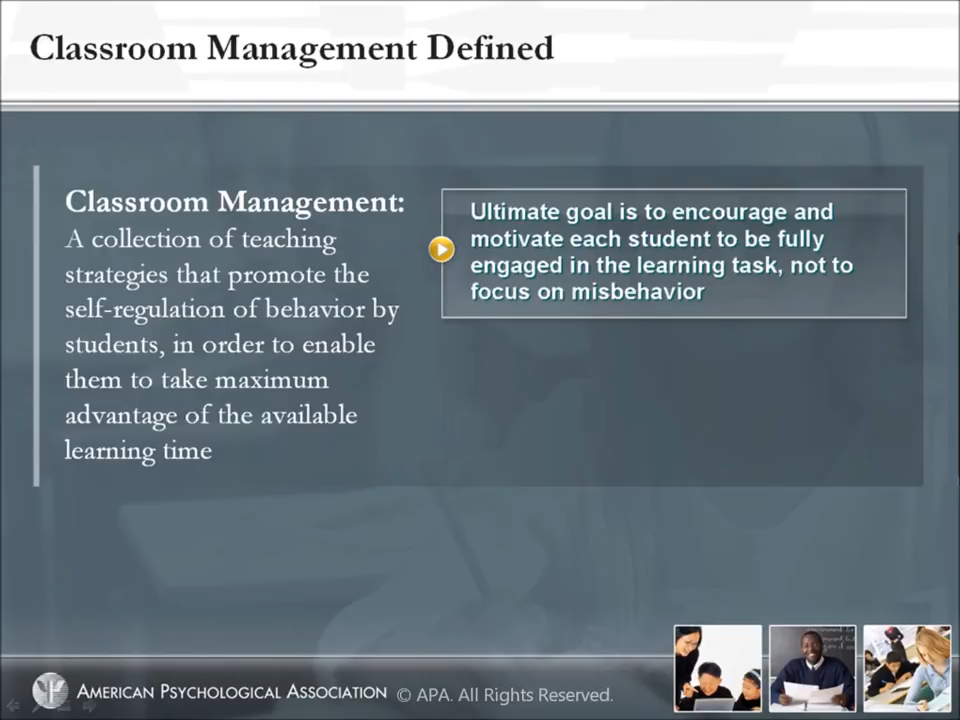 Classroom Management Defined
Classroom Management:
A collection of teaching
strategies that promote the
self-regulation of behavior by
students, in order to enable
them to take maximum
advantage of the available
learning time
Ultimate goal is to encourage and
motivate each student to be fully
engaged in the learning task, not to
focus on misbehavior
AMERICAN PSYCHOLOGICAL ASSOCIATION © APA. All Rights Reserved.